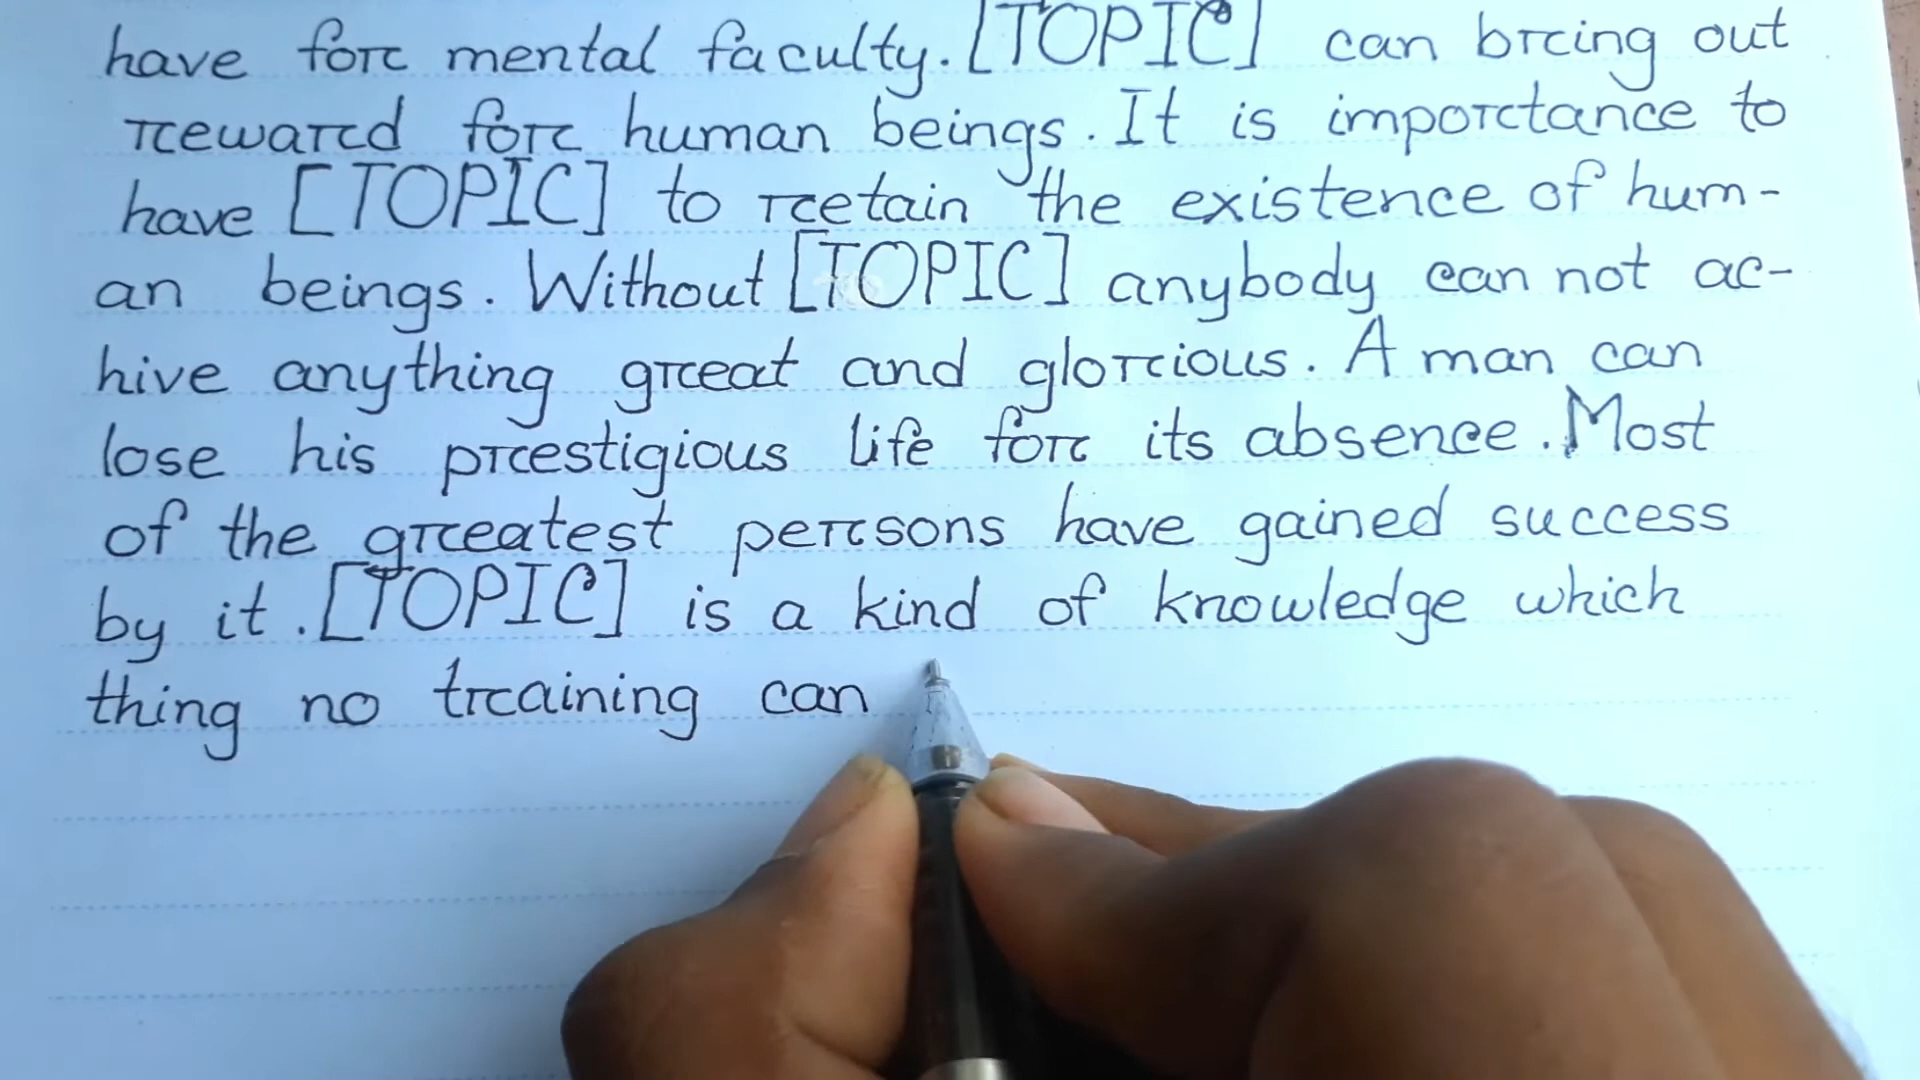 have for mental faculty. [TOPIC] can bring out
reward for human beings. It is importance to
have [TOPIC] to retain the existence of hum-
an beings. Without [TOPIC] anybody can not ac-
hive anything great and glorious. A man can
lose his prestigious life for its absence. Most
of the greatest persons have gained success
by it. [TOPIC] is a kind of knowledge which
thing no training can